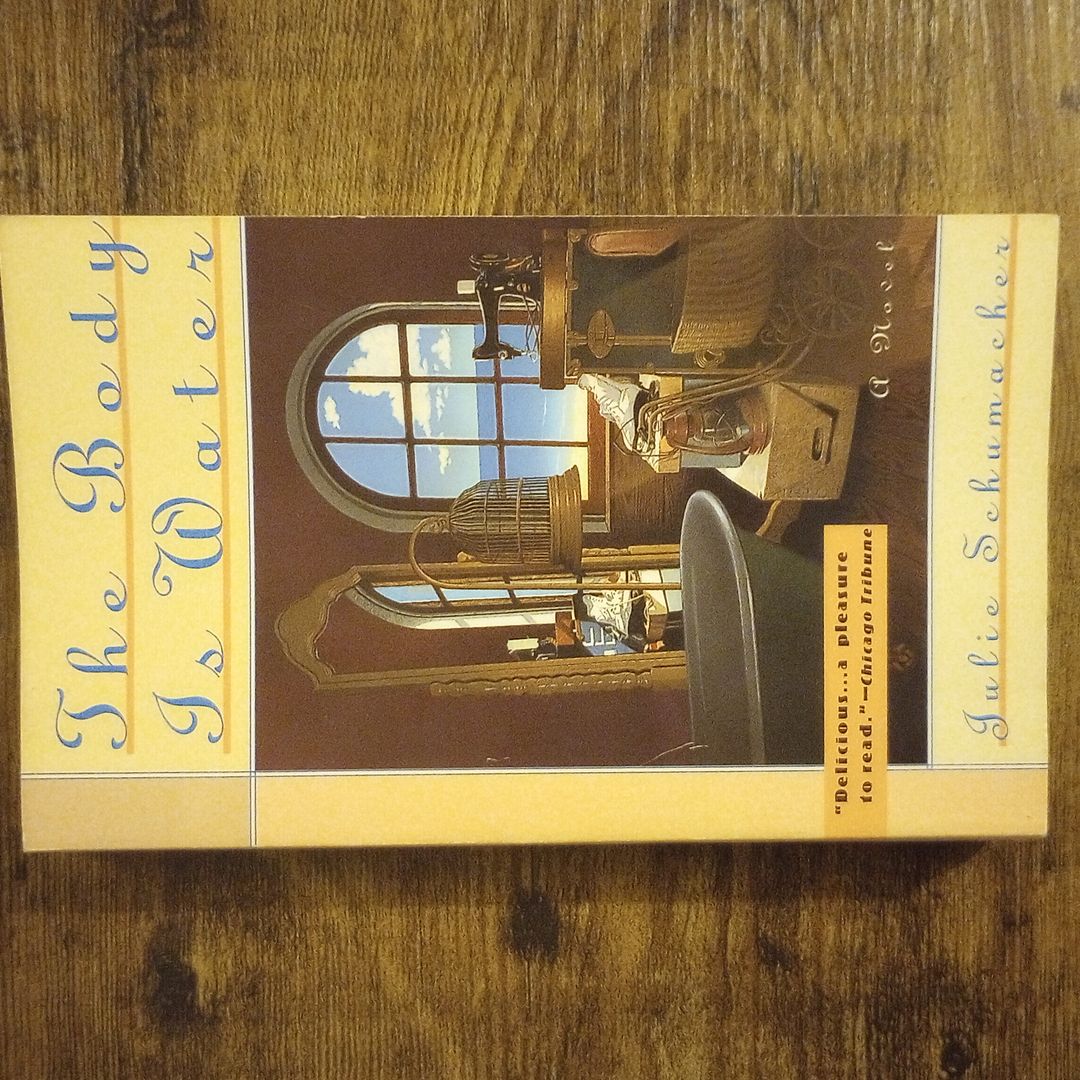 The Body
Is Water
A Novel
"Delicious...a pleasure
to read."—Chicago Tribune
Julie Schumacher